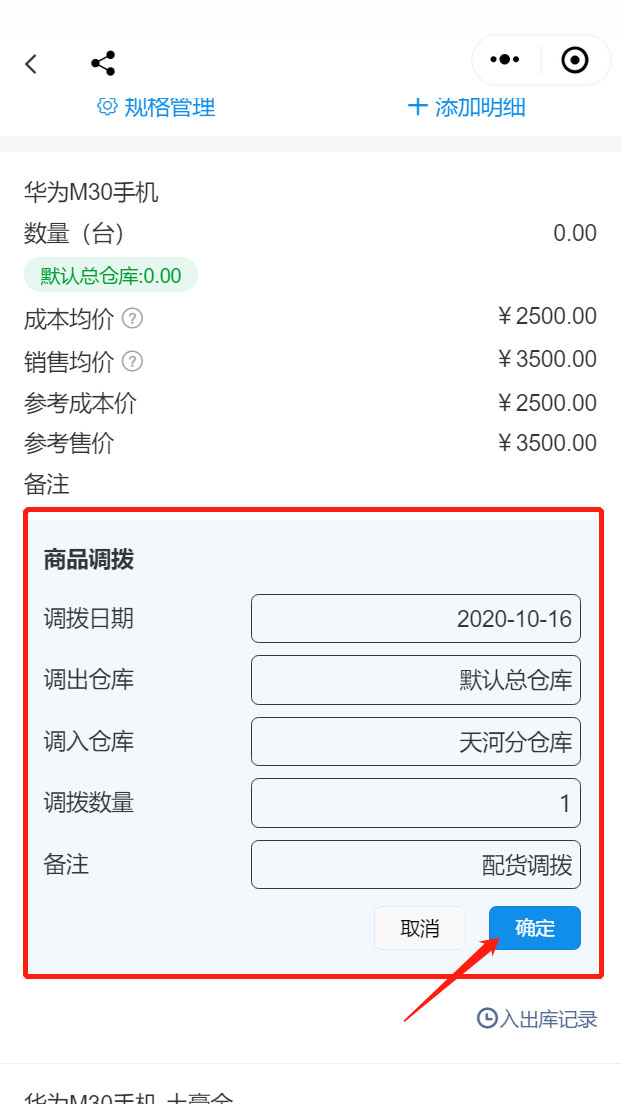 规格管理 添加明细
华为M30手机
数量（台） 0.00
默认总仓库:0.00
成本均价 ? ¥2500.00
销售均价 ? ¥3500.00
参考成本价 ¥2500.00
参考售价 ¥3500.00
备注
商品调拨
调拨日期 2020-10-16
调出仓库 默认总仓库
调入仓库 天河分仓库
调拨数量 1
备注 配货调拨
取消 确定
入出库记录
华为M30手机 土豪金